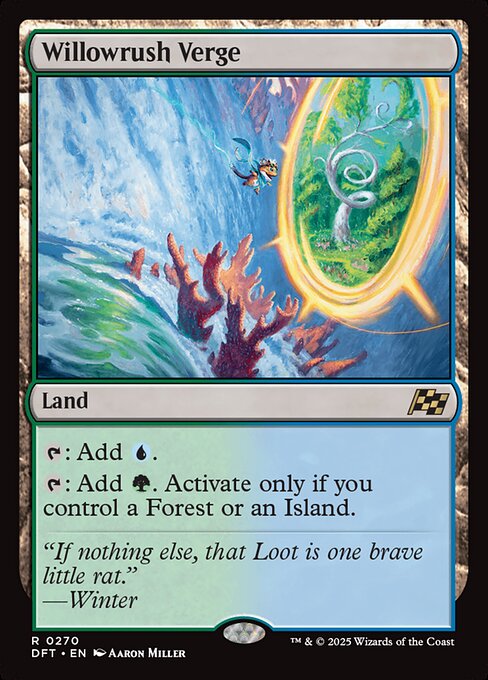 Willowrush Verge
Land
: Add .
: Add . Activate only if you
control a Forest or an Island.
“If nothing else, that Loot is one brave
little rat.”
—Winter
R 0270
DFT • EN AARON MILLER
™ & © 2025 Wizards of the Coast